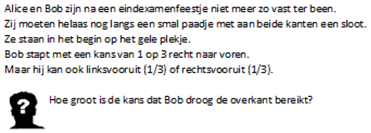 Alice en Bob zijn na een eindexamenfeestje niet meer zo vast ter been.
Zij moeten helaas nog langs een smal paadje met aan beide kanten een sloot.
Ze staan in het begin op het gele plekje.
Bob stapt met een kans van 1 op 3 recht naar voren.
Maar hij kan ook linksvooruit (1/3) of rechtsvooruit (1/3).
Hoe groot is de kans dat Bob droog de overkant bereikt?